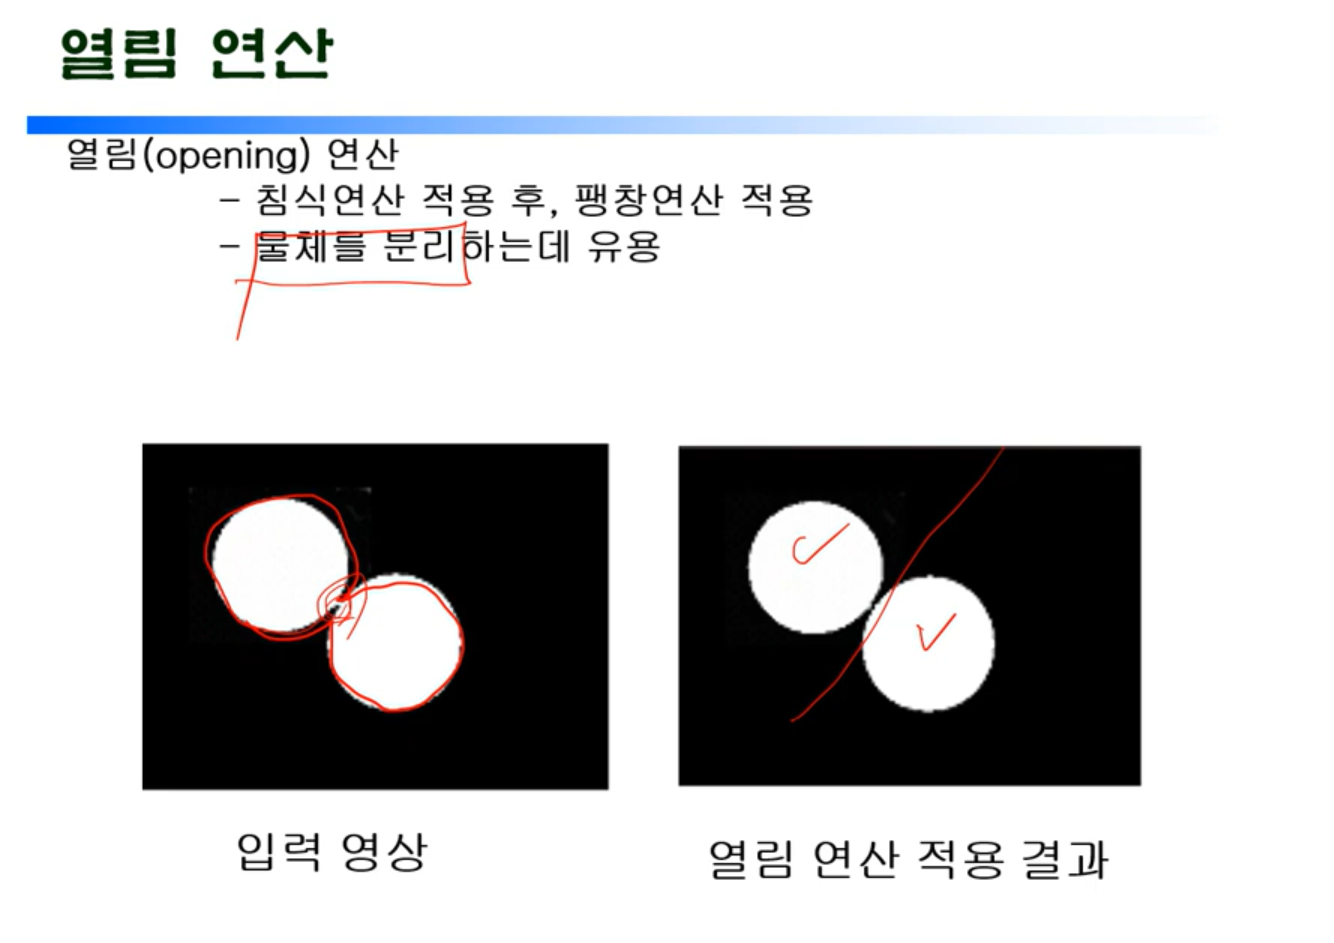 열림 연산
열림(opening) 연산
– 침식연산 적용 후, 팽창연산 적용
– 물체를 분리하는데 유용
입력 영상
열림 연산 적용 결과